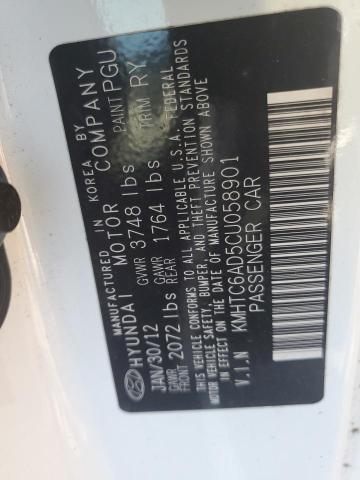 MANUFACTURED IN KOREA BY
HYUNDAI MOTOR COMPANY
JAN/30/12 GVWR 3748 lbs PAINT PGU
GAWR FRONT 2072 lbs GAWR REAR 1764 lbs TRIM RY
THIS VEHICLE CONFORMS TO ALL APPLICABLE U.S.A. FEDERAL
MOTOR VEHICLE SAFETY, BUMPER, AND THEFT PREVENTION STANDARDS
IN EFFECT ON THE DATE OF MANUFACTURE SHOWN ABOVE
V.I.N KMHTC6AD5CU058901
PASSENGER CAR